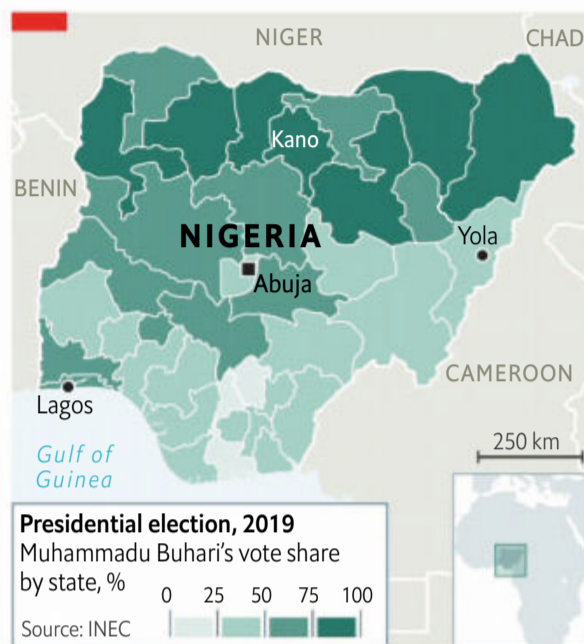 NIGER
CHAD
Kano
BENIN
NIGERIA
Yola
Abuja
CAMEROON
Lagos
250 km
Gulf of
Guinea
Presidential election, 2019
Muhammadu Buhari’s vote share
by state, %
0 25 50 75 100
Source: INEC